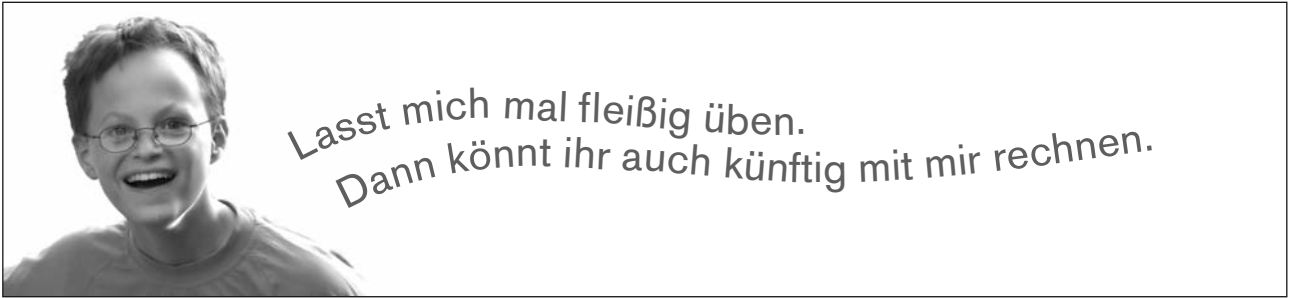 Lasst mich mal fleißig üben.
Dann könnt ihr auch künftig mit mir rechnen.